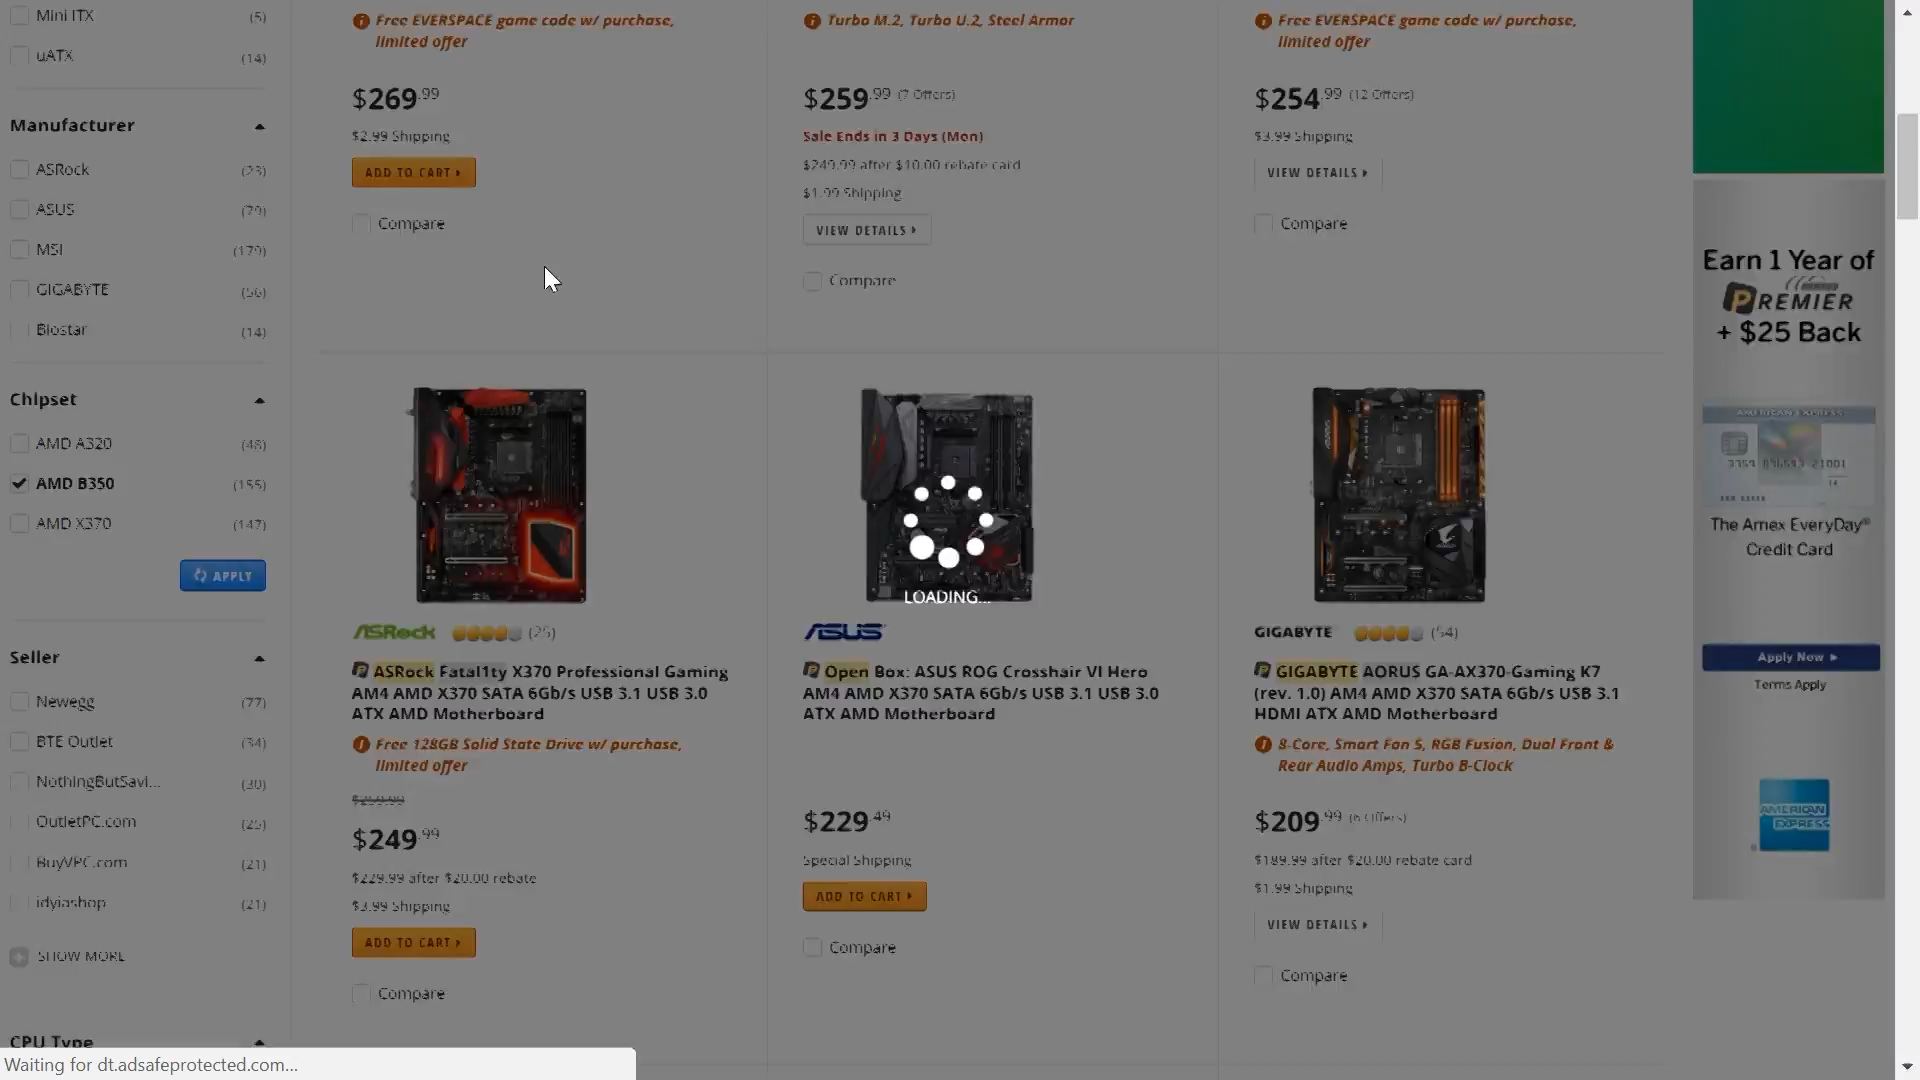 Mini ITX (5)
uATX (14)
Manufacturer
ASRock (23)
ASUS (29)
MSI (179)
GIGABYTE (56)
Biostar (14)
Chipset
AMD A320 (48)
AMD B350 (155)
AMD X370 (147)
APPLY
Seller
Newegg (77)
BTE Outlet (34)
NothingButSavi... (30)
OutletPC.com (25)
BuyVPC.com (21)
idyiashop (21)
SHOW MORE
CPU Type
Waiting for dt.adsafeprotected.com...
Free EVERSPACE game code w/ purchase,
limited offer
$269.99
$2.99 Shipping
ADD TO CART
Compare
Turbo M.2, Turbo U.2, Steel Armor
$259.99 (7 Offers)
Sale Ends in 3 Days (Mon)
$249.99 after $10.00 rebate card
$1.99 Shipping
VIEW DETAILS
Compare
Free EVERSPACE game code w/ purchase,
limited offer
$254.99 (12 Offers)
$3.99 Shipping
VIEW DETAILS
Compare
ASRock (25)
ASRock Fatal1ty X370 Professional Gaming
AM4 AMD X370 SATA 6Gb/s USB 3.1 USB 3.0
ATX AMD Motherboard
Free 128GB Solid State Drive w/ purchase,
limited offer
$249.99
$229.99 after $20.00 rebate
$3.99 Shipping
ADD TO CART
Compare
LOADING...
ASUS
Open Box: ASUS ROG Crosshair VI Hero
AM4 AMD X370 SATA 6Gb/s USB 3.1 USB 3.0
ATX AMD Motherboard
$229.49
Special Shipping
ADD TO CART
Compare
GIGABYTE (54)
GIGABYTE AORUS GA-AX370-Gaming K7
(rev. 1.0) AM4 AMD X370 SATA 6Gb/s USB 3.1
HDMI ATX AMD Motherboard
8-Core, Smart Fan 5, RGB Fusion, Dual Front &
Rear Audio Amps, Turbo B-Clock
$209.99 (6 Offers)
$189.99 after $20.00 rebate card
$1.99 Shipping
VIEW DETAILS
Compare
Earn 1 Year of
PREMIER
+ $25 Back
AMERICAN EXPRESS
The Amex EveryDay®
Credit Card
Apply Now
Terms Apply
AMERICAN
EXPRESS